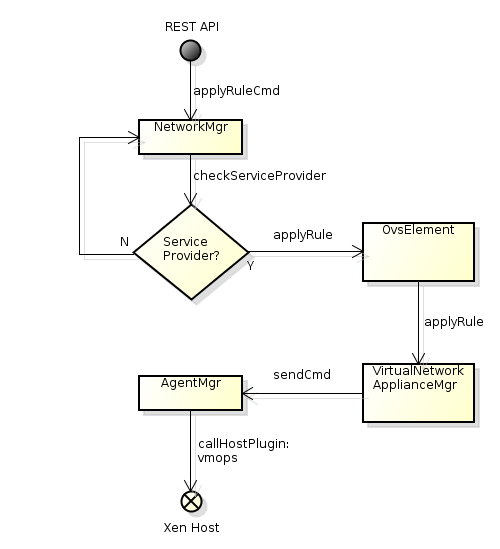 REST API
applyRuleCmd
NetworkMgr
checkServiceProvider
Service
Provider?
N
Y
applyRule
OvsElement
applyRule
VirtualNetwork
ApplianceMgr
sendCmd
AgentMgr
callHostPlugin:
vmops
Xen Host